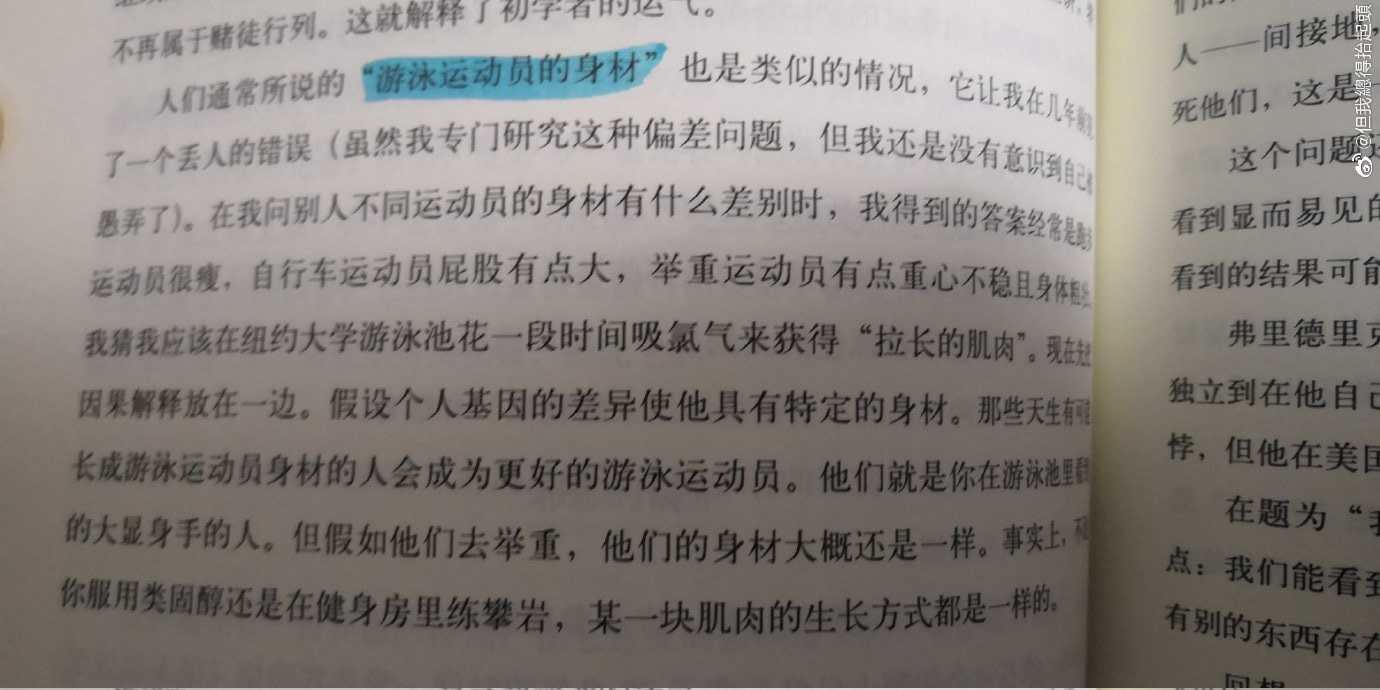 不再属于赌徒行列。这就解释了初学者的运气。
人们通常所说的“游泳运动员的身材”也是类似的情况，它让我在几年前
了一个丢人的错误（虽然我专门研究这种偏差问题，但我还是没有意识到自己
愚弄了）。在我问别人不同运动员的身材有什么差别时，我得到的答案经常是跑步
运动员很瘦，自行车运动员屁股有点大，举重运动员有点重心不稳且身体粗
我猜我应该在纽约大学游泳池花一段时间吸氯气来获得“拉长的肌肉”。现在先
因果解释放在一边。假设个人基因的差异使他具有特定的身材。那些天生有可能
长成游泳运动员身材的人会成为更好的游泳运动员。他们就是你在游泳池里看到
的大显身手的人。但假如他们去举重，他们的身材大概还是一样。事实上，不
你服用类固醇还是在健身房里练攀岩，某一块肌肉的生长方式都是一样的。
人——间接地，
死他们，这是
这个问题
看到显而易见的
看到的结果可能
弗里德里克
独立到在他自己
悖，但他在美国
在题为“我
点：我们能看到
有别的东西存在
回想
@但我總得抬起頭